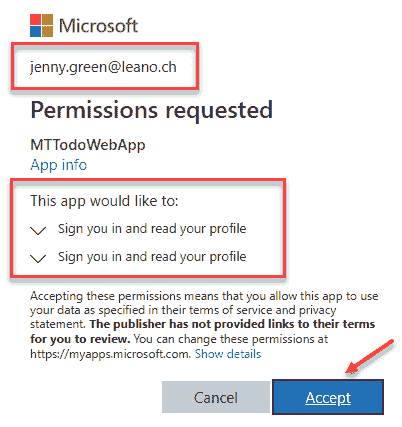 Microsoft
jenny.green@leano.ch
Permissions requested
MTTodoWebApp
App info
This app would like to:
Sign you in and read your profile
Sign you in and read your profile
Accepting these permissions means that you allow this app to use
your data as specified in their terms of service and privacy
statement. The publisher has not provided links to their terms
for you to review. You can change these permissions at
https://myapps.microsoft.com. Show details
Cancel
Accept